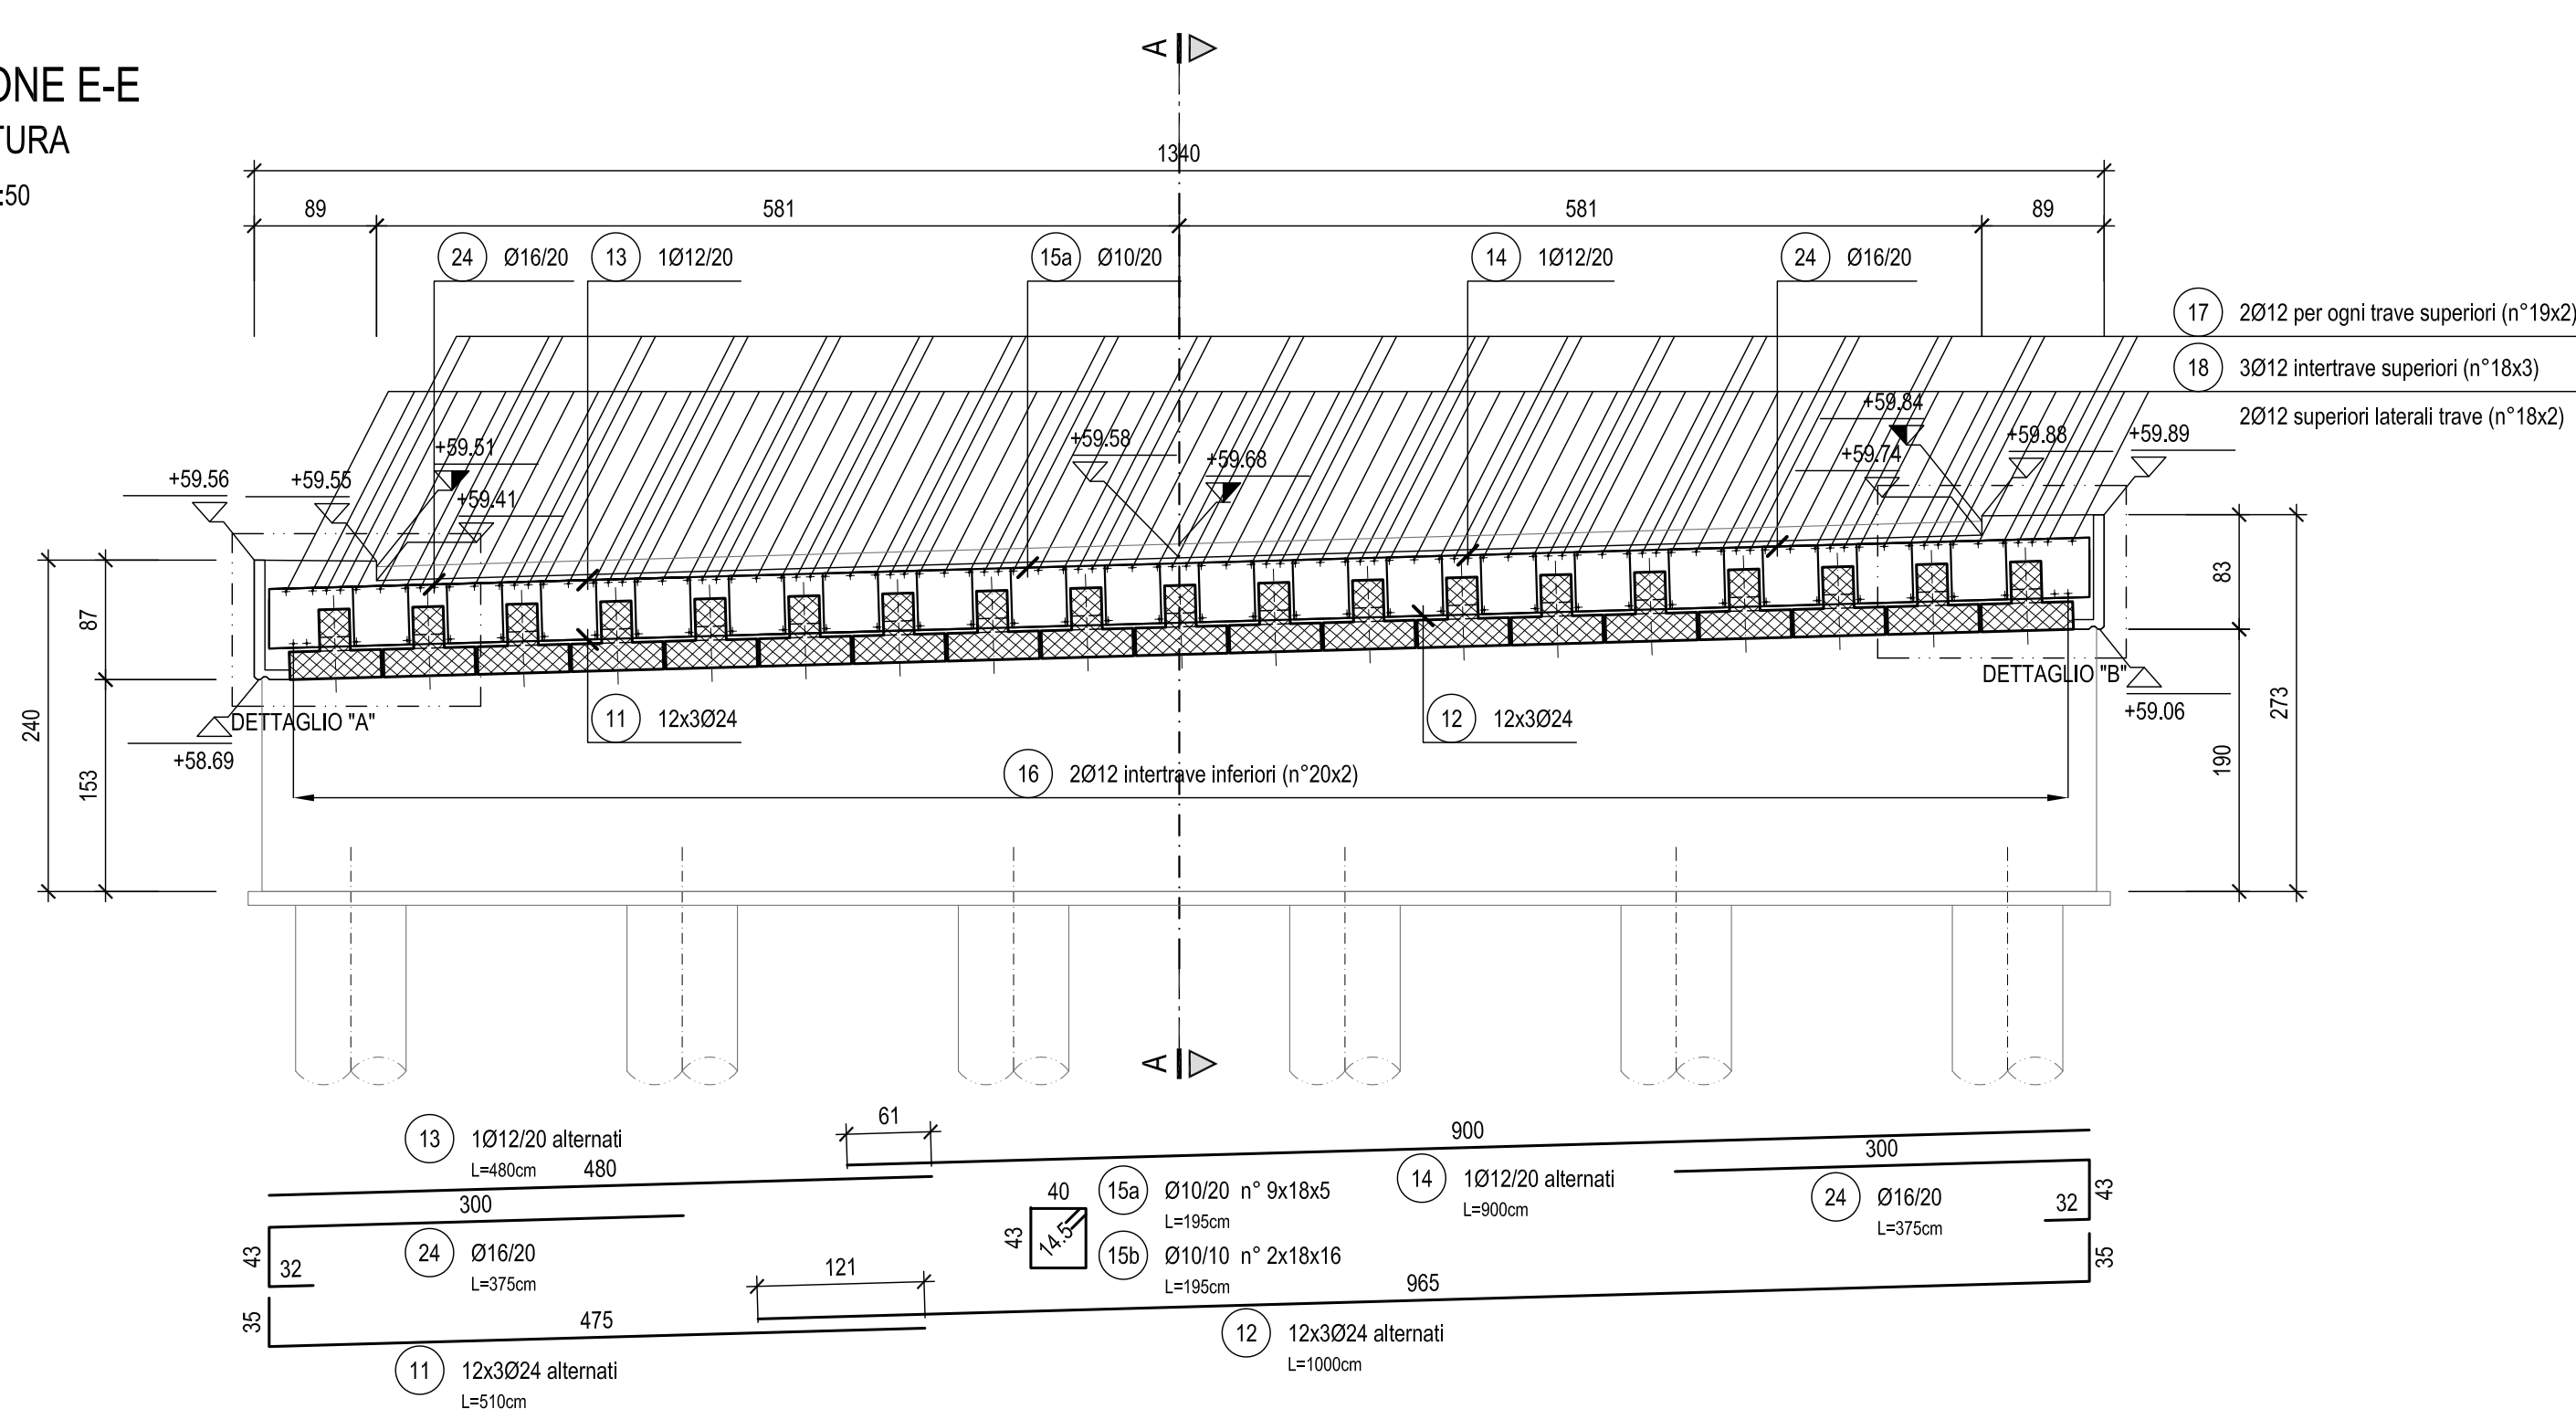 ONE E-E
TURA
:50
A
1340
89 581 581 89
24 Ø16/20 13 1Ø12/20 15a Ø10/20 14 1Ø12/20 24 Ø16/20
17 2Ø12 per ogni trave superiori (n°19x2)
18 3Ø12 intertrave superiori (n°18x3)
2Ø12 superiori laterali trave (n°18x2)
+59.56 +59.55 +59.51 +59.41 +59.58 +59.68 +59.84 +59.74 +59.88 +59.89
240 87 153
83 190 273
DETTAGLIO "A"
+58.69
DETTAGLIO "B"
+59.06
11 12x3Ø24
12 12x3Ø24
16 2Ø12 intertrave inferiori (n°20x2)
A
13 1Ø12/20 alternati
L=480cm 480
61
900
14 1Ø12/20 alternati
L=900cm
300
24 Ø16/20
L=375cm
43 32
300
24 Ø16/20
L=375cm
32 43
40
43
14.5
15a Ø10/20 n° 9x18x5
L=195cm
15b Ø10/10 n° 2x18x16
L=195cm
35 475
121
965 35
11 12x3Ø24 alternati
L=510cm
12 12x3Ø24 alternati
L=1000cm